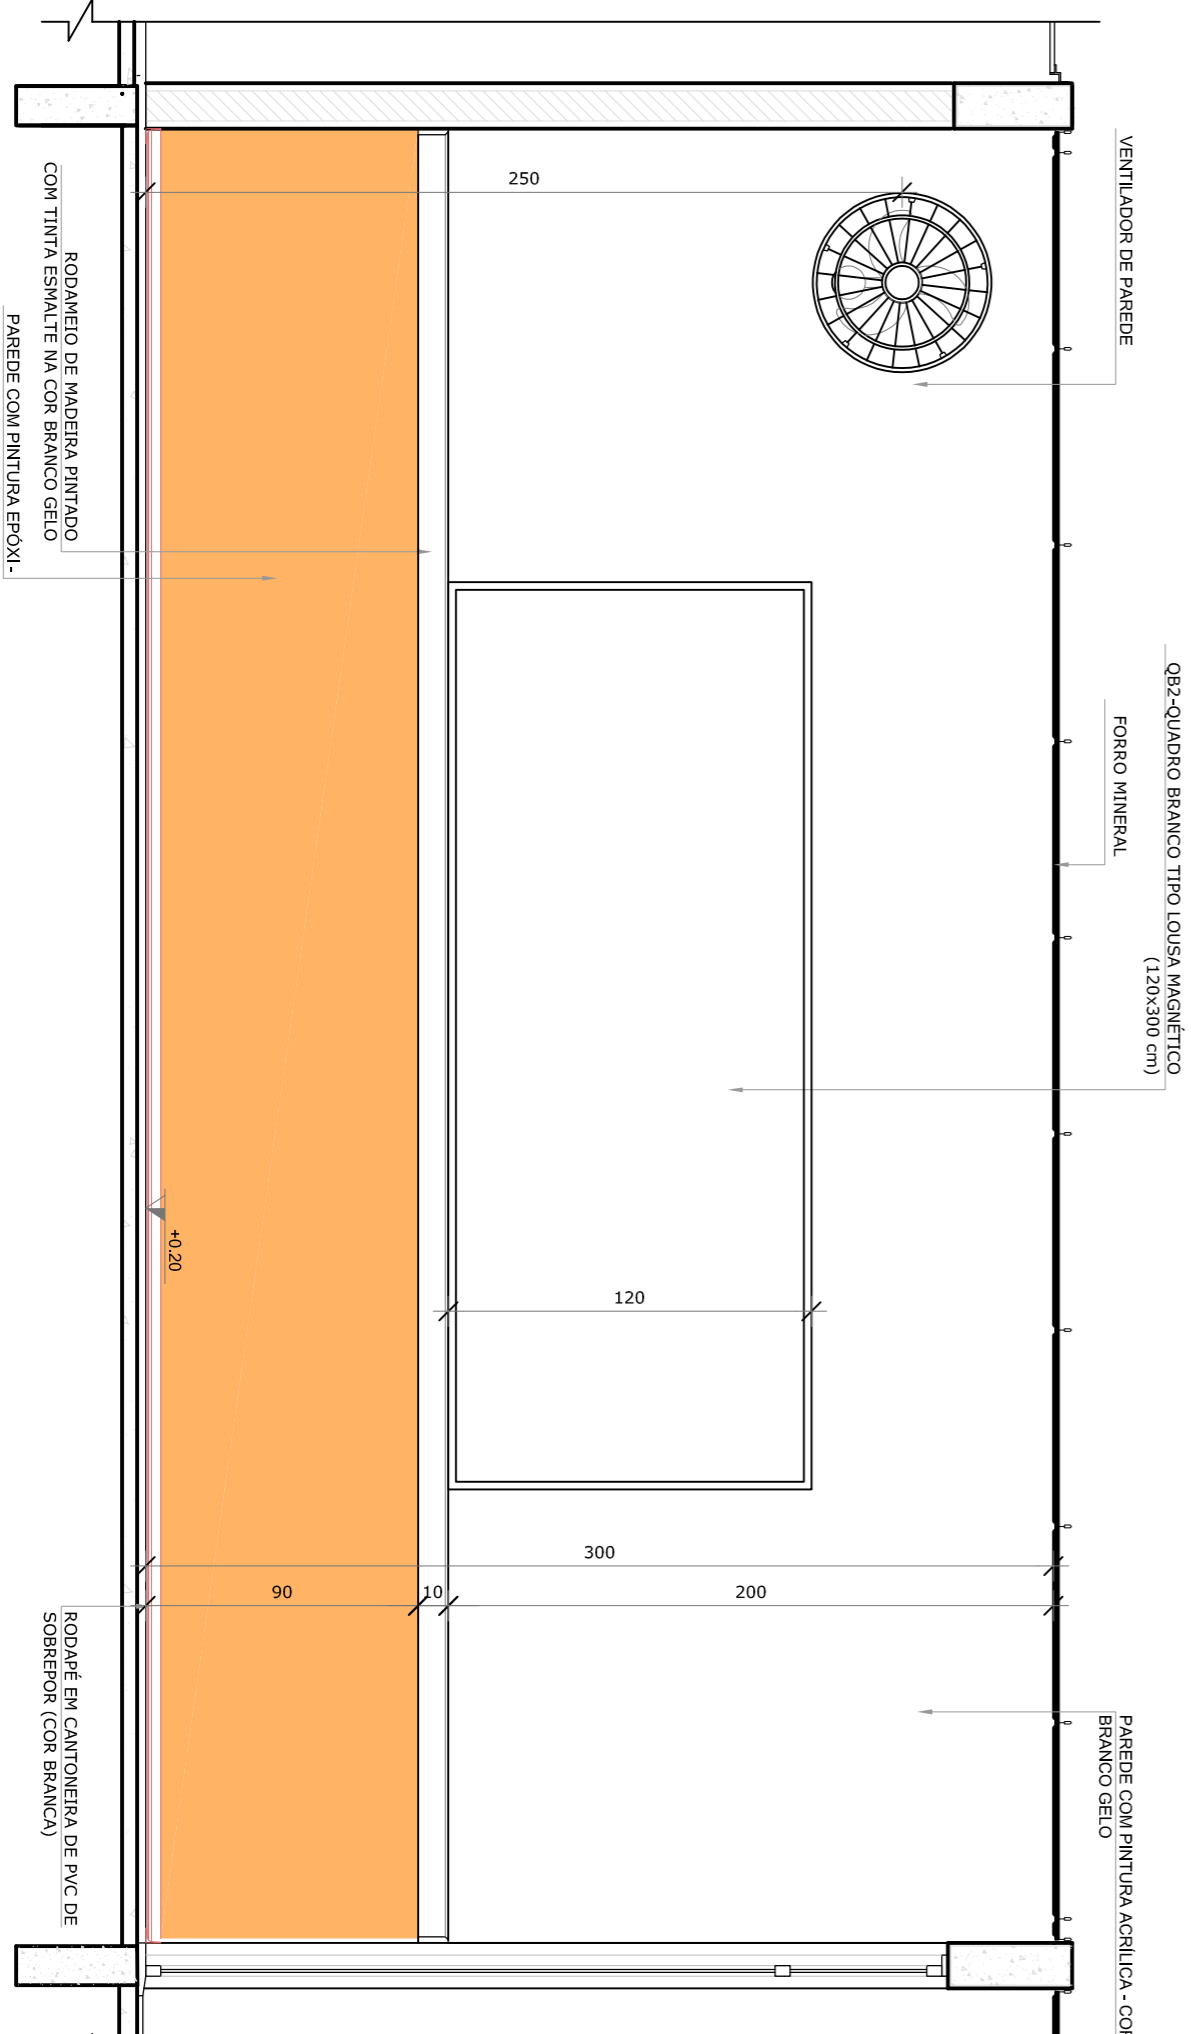 VENTILADOR DE PAREDE
QB2-QUADRO BRANCO TIPO LOUSA MAGNÉTICO
(120x300 cm)
FORRO MINERAL
PAREDE COM PINTURA ACRÍLICA - COR
BRANCO GELO
250
120
300
90
10
200
+0.20
RODAMEIO DE MADEIRA PINTADO
COM TINTA ESMALTE NA COR BRANCO GELO
PAREDE COM PINTURA EPÓXI -
RODAPÉ EM CANTONEIRA DE PVC DE
SOBREPOR (COR BRANCA)